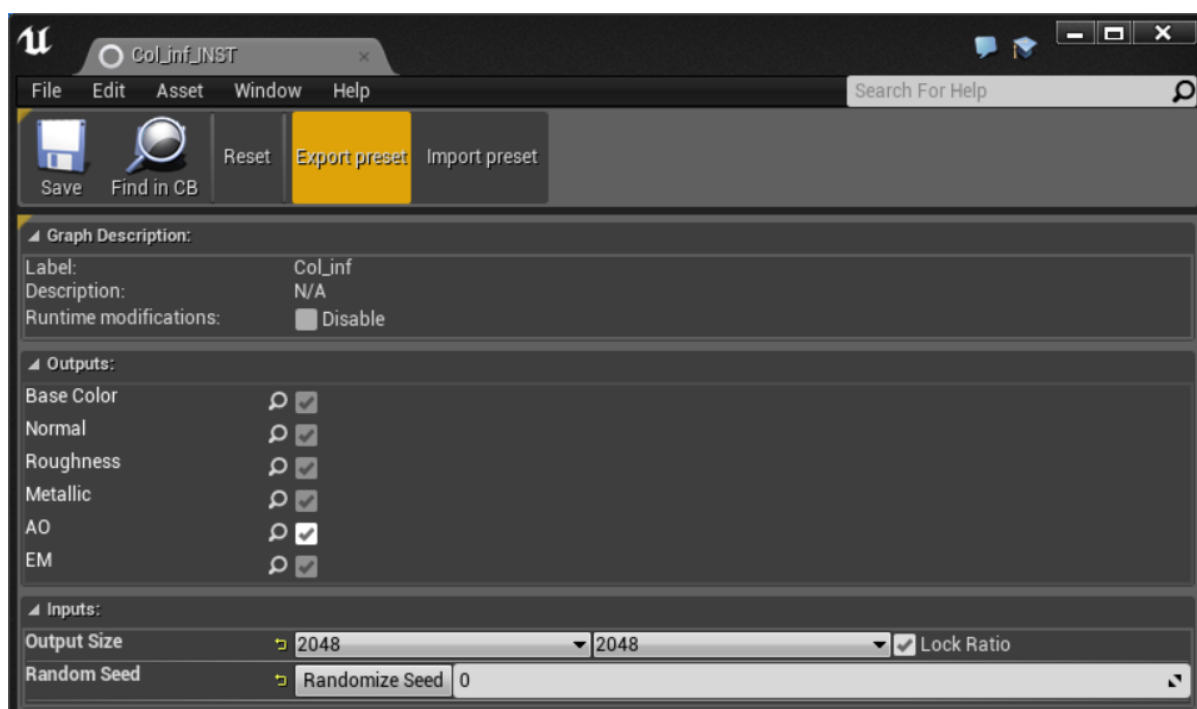 Col_inf_INST
File Edit Asset Window Help Search For Help
Save Find in CB Reset Export preset Import preset
Graph Description:
Label: Col_inf
Description: N/A
Runtime modifications: Disable
Outputs:
Base Color
Normal
Roughness
Metallic
AO
EM
Inputs:
Output Size 2048 2048 Lock Ratio
Random Seed Randomize Seed 0